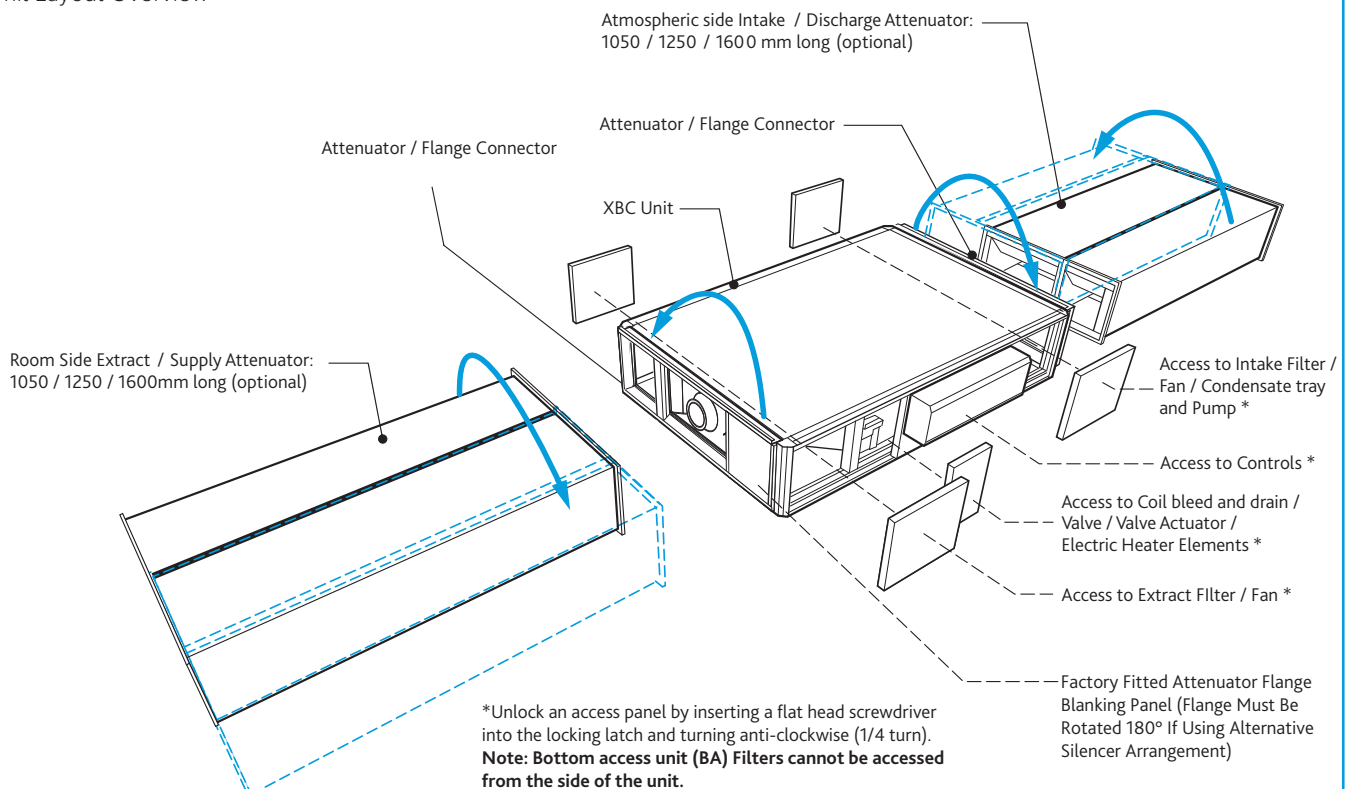 Atmospheric side Intake / Discharge Attenuator:
1050 / 1250 / 1600 mm long (optional)
Attenuator / Flange Connector
Attenuator / Flange Connector
XBC Unit
Room Side Extract / Supply Attenuator:
1050 / 1250 / 1600mm long (optional)
Access to Intake Filter /
Fan / Condensate tray
and Pump *
Access to Controls *
Access to Coil bleed and drain /
Valve / Valve Actuator /
Electric Heater Elements *
Access to Extract FIlter / Fan *
Factory Fitted Attenuator Flange
Blanking Panel (Flange Must Be
Rotated 180° If Using Alternative
Silencer Arrangement)
*Unlock an access panel by inserting a flat head screwdriver
into the locking latch and turning anti-clockwise (1/4 turn).
Note: Bottom access unit (BA) Filters cannot be accessed
from the side of the unit.